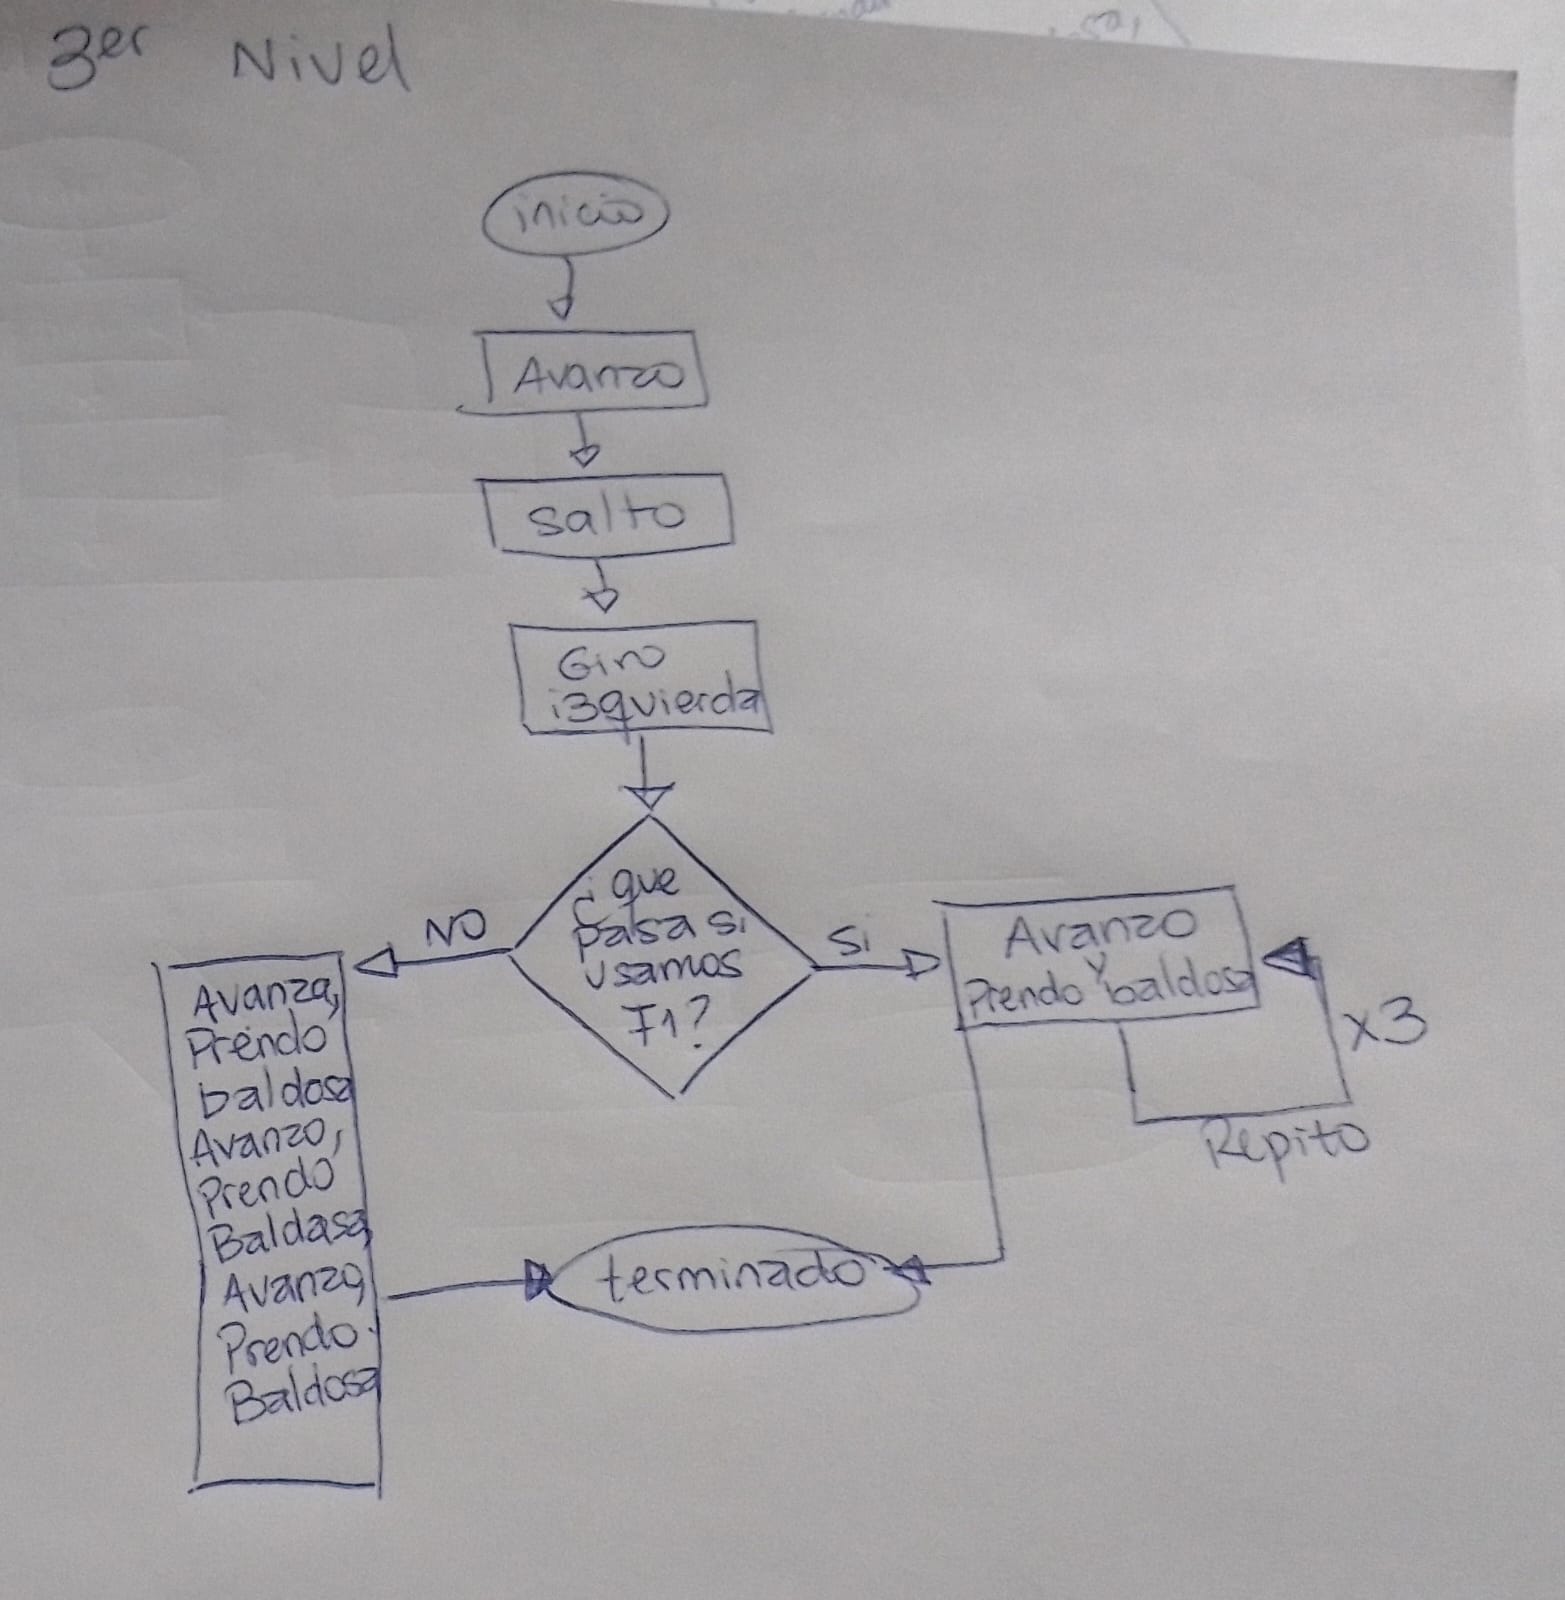 3er Nivel
inicio
Avanzo
salto
Giro
izquierda
¿que
pasa si
usamos
F1?
NO
Si
Avanza,
Prendo
baldosa
Avanzo,
Prendo
Baldasa,
Avanzo,
Prendo
Baldosa
Avanzo
y
Prendo baldosa
x3
Repito
terminado